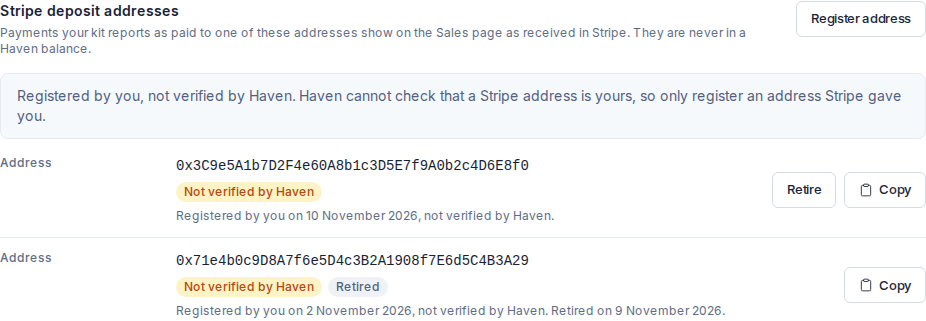 Stripe deposit addresses
Register address
Payments your kit reports as paid to one of these addresses show on the Sales page as received in Stripe. They are never in a
Haven balance.
Registered by you, not verified by Haven. Haven cannot check that a Stripe address is yours, so only register an address Stripe gave
you.
Address
0x3C9e5A1b7D2F4e60A8b1c3D5E7f9A0b2c4D6E8f0
Not verified by Haven
Registered by you on 10 November 2026, not verified by Haven.
Retire
Copy
Address
0x71e4b0c9D8A7f6e5D4c3B2A1908f7E6d5C4B3A29
Not verified by Haven
Retired
Registered by you on 2 November 2026, not verified by Haven. Retired on 9 November 2026.
Copy